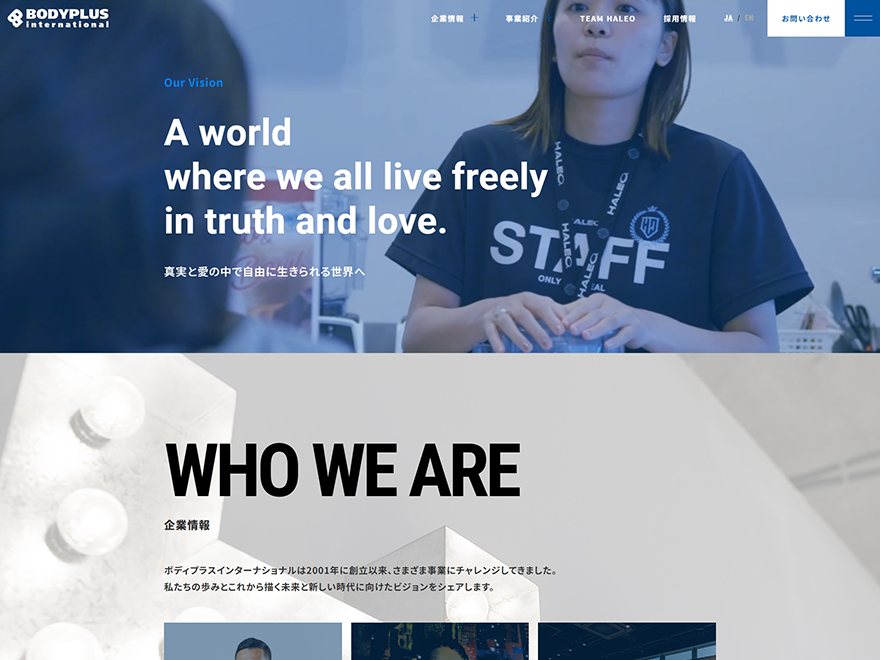 BODYPLUS
international
企業情報 +
事業紹介
TEAM HALEO
採用情報
JA / EN
お問い合わせ
Our Vision
A world
where we all live freely
in truth and love.
真実と愛の中で自由に生きられる世界へ
HALEO
HALEO
HALEO
STAFF
ONLY
WHO WE ARE
企業情報
ボディプラスインターナショナルは2001年に創立以来、さまざま事業にチャレンジしてきました。
私たちの歩みとこれから描く未来と新しい時代に向けたビジョンをシェアします。